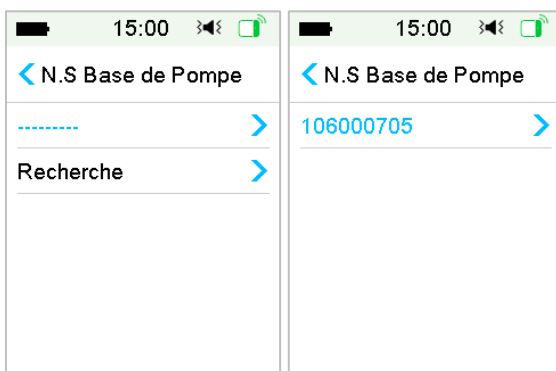 15:00
N.S Base de Pompe
---------
Recherche
15:00
N.S Base de Pompe
106000705